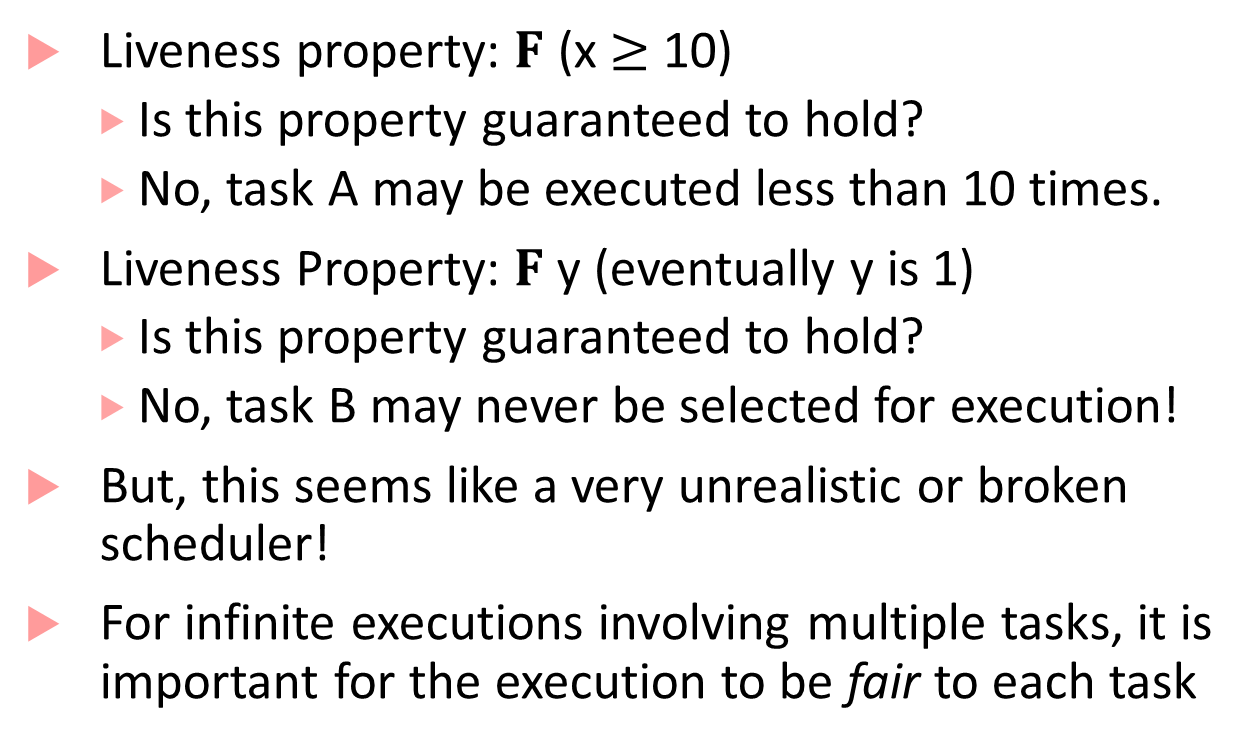 Liveness property: F (x ≥ 10)
Is this property guaranteed to hold?
No, task A may be executed less than 10 times.
Liveness Property: F y (eventually y is 1)
Is this property guaranteed to hold?
No, task B may never be selected for execution!
But, this seems like a very unrealistic or broken
scheduler!
For infinite executions involving multiple tasks, it is
important for the execution to be fair to each task